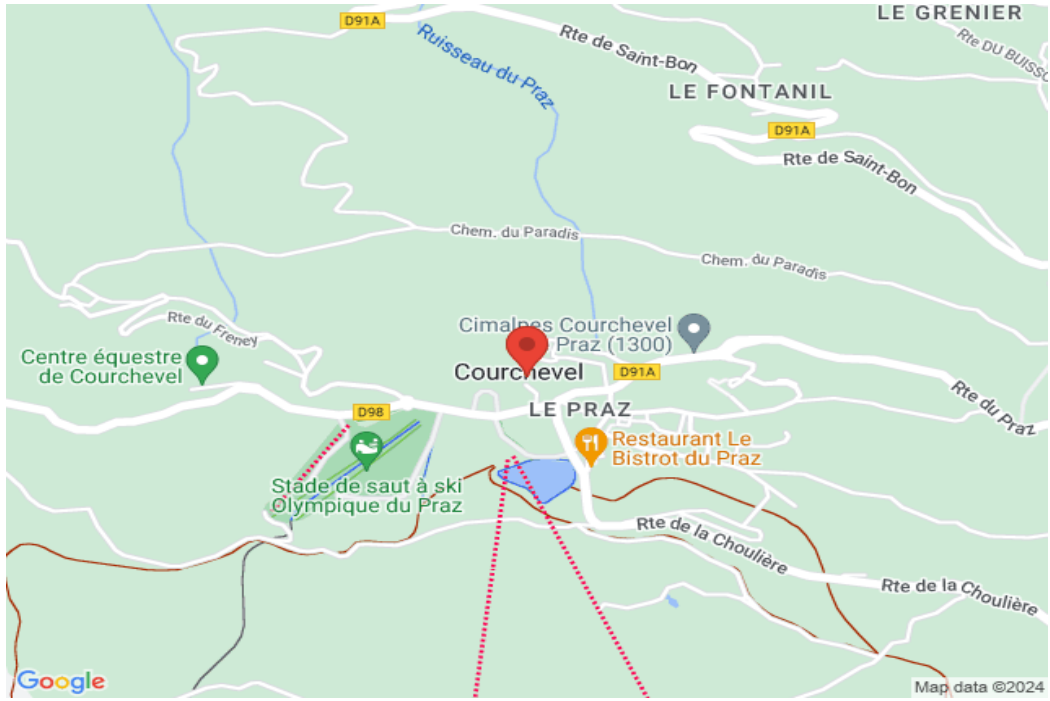 LE GRENIER
D91A
Rte de Saint-Bon
Rte DU BUISSO
Ruisseau du Praz
LE FONTANIL
D91A
Rte de Saint-Bon
Chem. du Paradis
Chem. du Paradis
Rte du Freney
Cimalpes Courchevel
Praz (1300)
Centre équestre
de Courchevel
Courchevel
D91A
Rte du Praz
D98
LE PRAZ
Restaurant Le
Bistrot du Praz
Stade de saut à ski
Olympique du Praz
Rte de la Choulière
Rte de la Choulière
Google
Map data ©2024